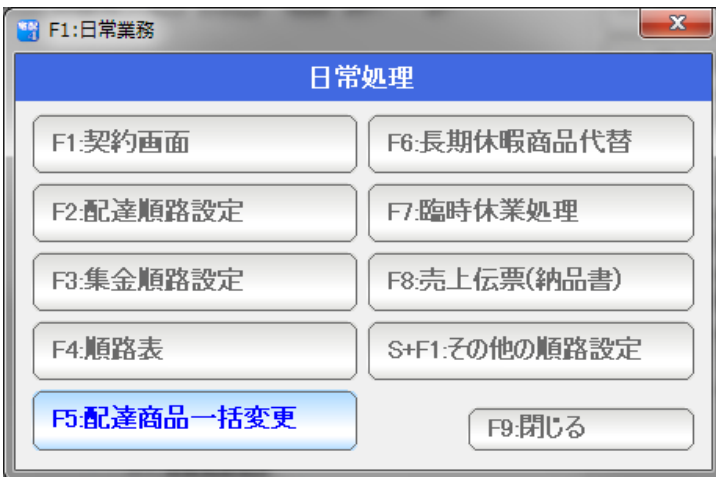 F1:日常業務
日常処理
F1:契約画面
F2:配達順路設定
F3:集金順路設定
F4:順路表
F5:配達商品一括変更
F6:長期休暇商品代替
F7:臨時休業処理
F8:売上伝票(納品書)
S+F1:その他の順路設定
F9:閉じる